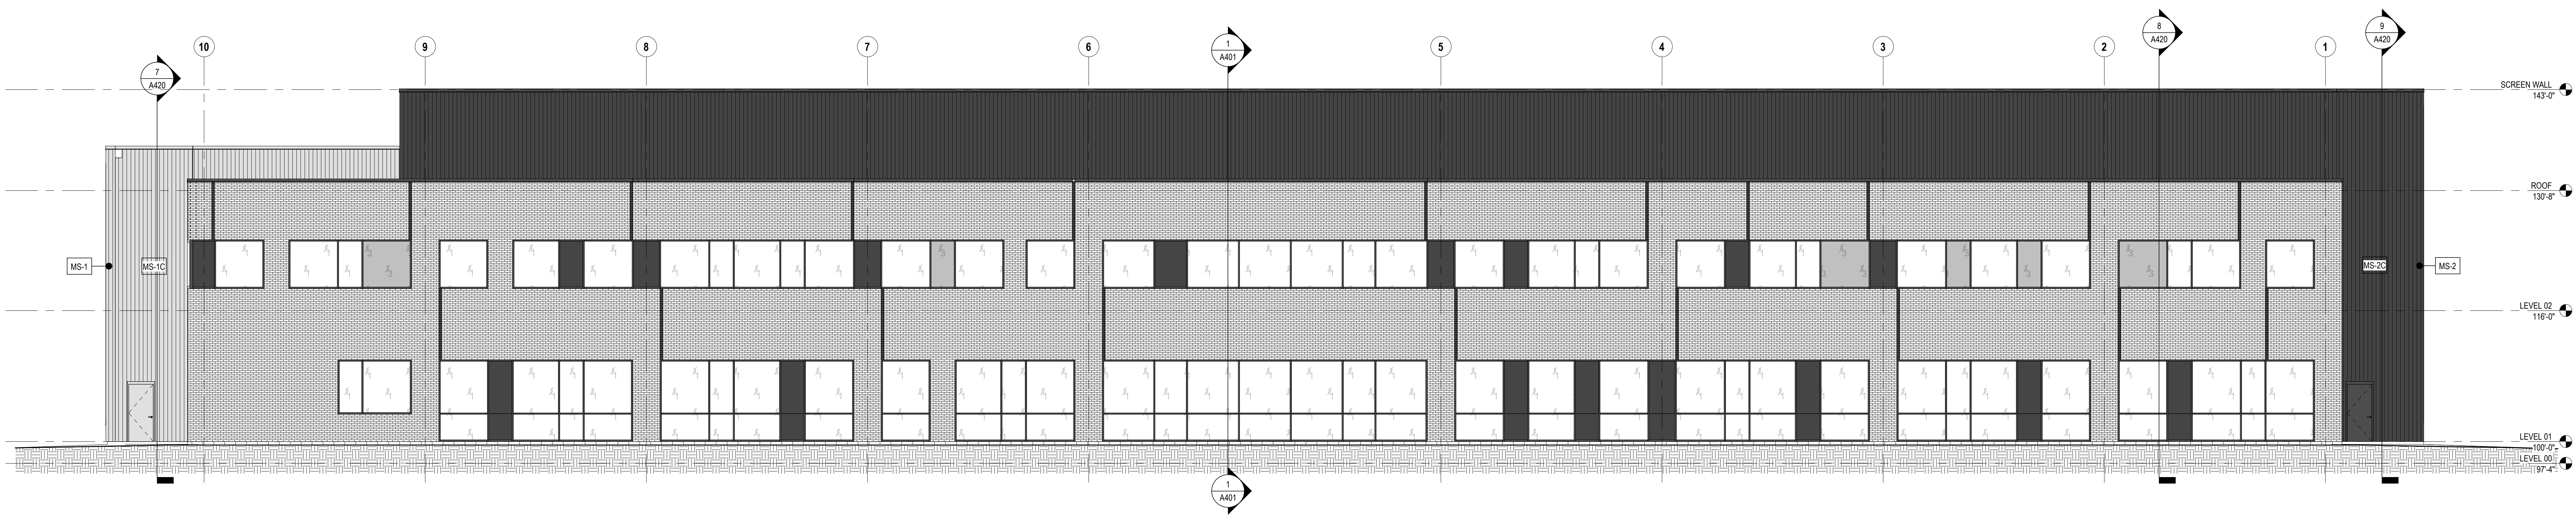 10
9
8
7
6
5
4
3
2
1
7
A420
1
A401
8
A420
9
A420
SCREEN WALL
143'-0"
ROOF
130'-8"
MS-1
MS-1C
MS-2C
MS-2
LEVEL 02
116'-0"
LEVEL 01
100'-0"
LEVEL 00
97'-4"
1
A401